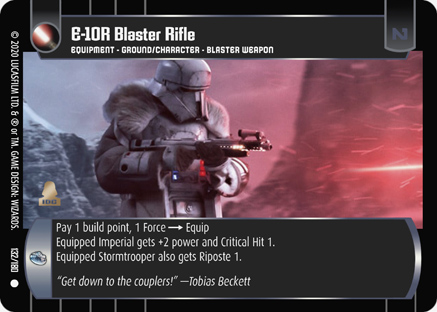 E-10R Blaster Rifle
EQUIPMENT - GROUND/CHARACTER - BLASTER WEAPON
N
Pay 1 build point, 1 Force → Equip
Equipped Imperial gets +2 power and Critical Hit 1.
Equipped Stormtrooper also gets Riposte 1.
"Get down to the couplers!" —Tobias Beckett
© 2020 LUCASFILM LTD. & ® or TM. GAME DESIGN: WIZARDS.